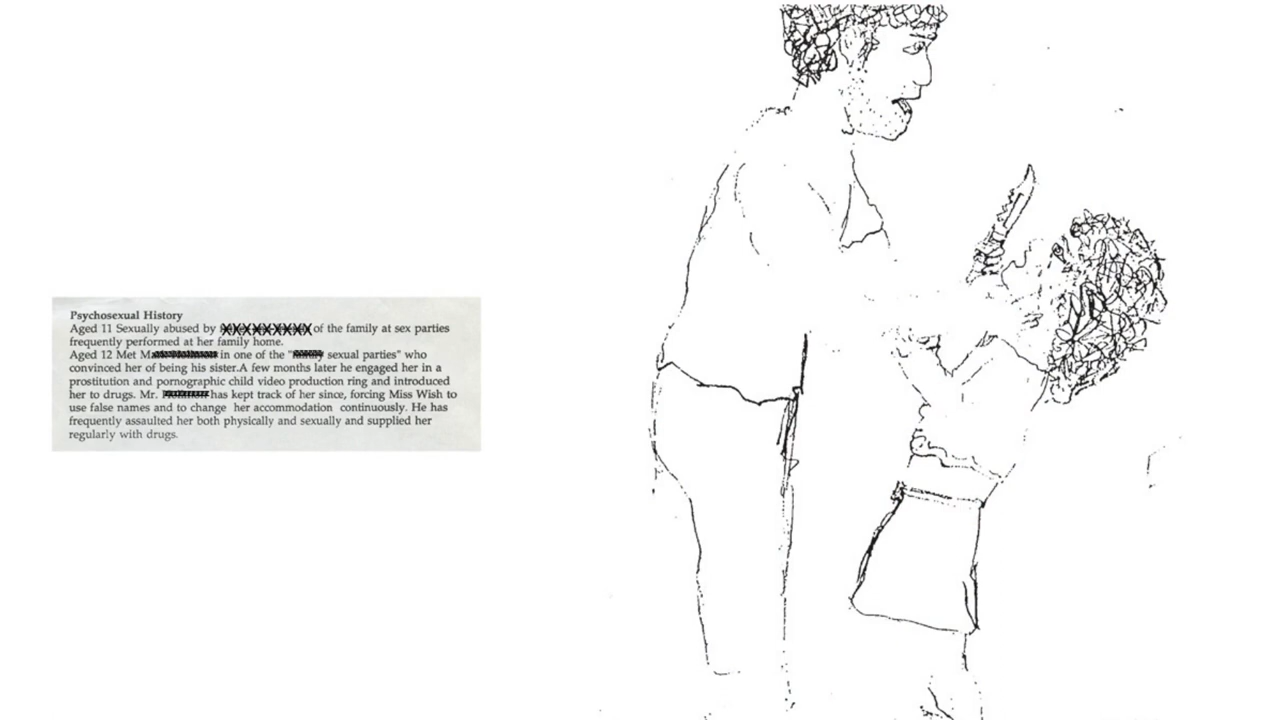 Psychosexual History
Aged 11 Sexually abused by of the family at sex parties
frequently performed at her family home.
Aged 12 Met in one of the " sexual parties" who
convinced her of being his sister.A few months later he engaged her in a
prostitution and pornographic child video production ring and introduced
her to drugs. Mr. has kept track of her since, forcing Miss Wish to
use false names and to change her accommodation continuously. He has
frequently assaulted her both physically and sexually and supplied her
regularly with drugs.